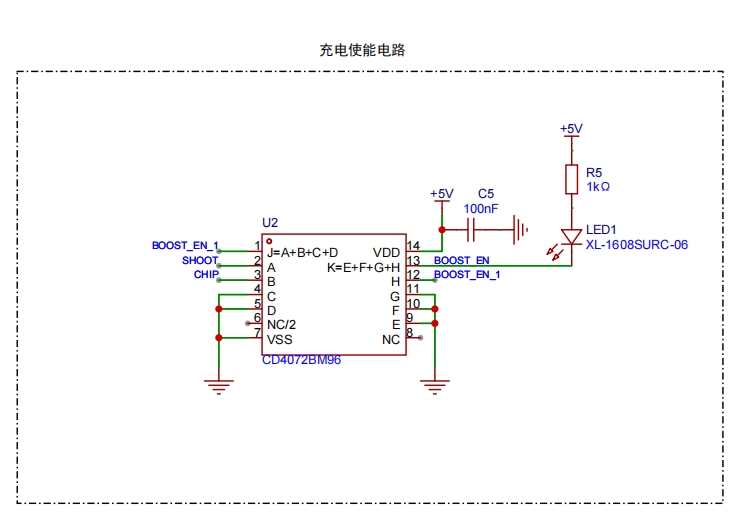 充电使能电路
+5V
R5
1kΩ
+5V
C5
100nF
LED1
XL-1608SURC-06
U2
BOOST_EN_1 1 J=A+B+C+D VDD 14
SHOOT 2 A K=E+F+G+H 13 BOOST_EN
CHIP 3 B H 12 BOOST_EN_1
4 C G 11
5 D F 10
6 NC/2 E 9
7 VSS NC 8
CD4072BM96